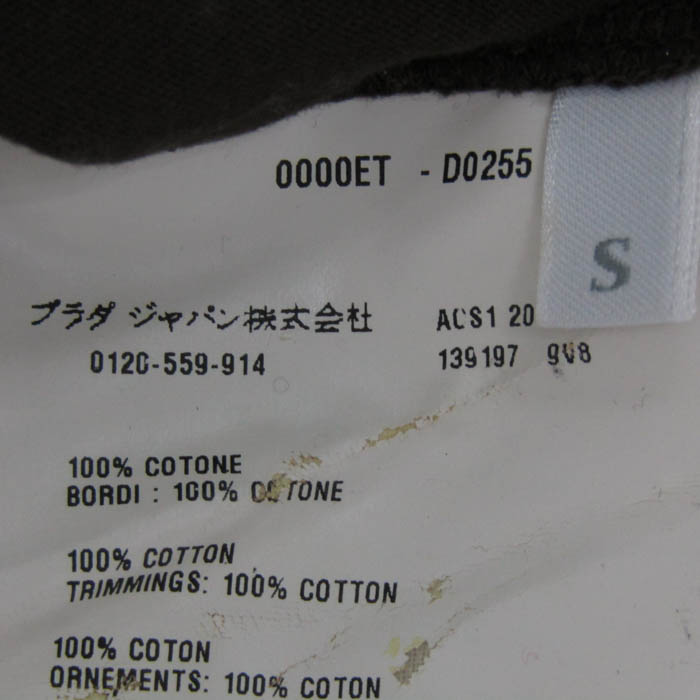 0000ET - D0255
S
プラダ ジャパン株式会社 ACS1 20
0120-559-914 139197 9V8
100% COTONE
BORDI : 100% COTONE
100% COTTON
TRIMMINGS: 100% COTTON
100% COTON
ORNEMENTS: 100% COTON